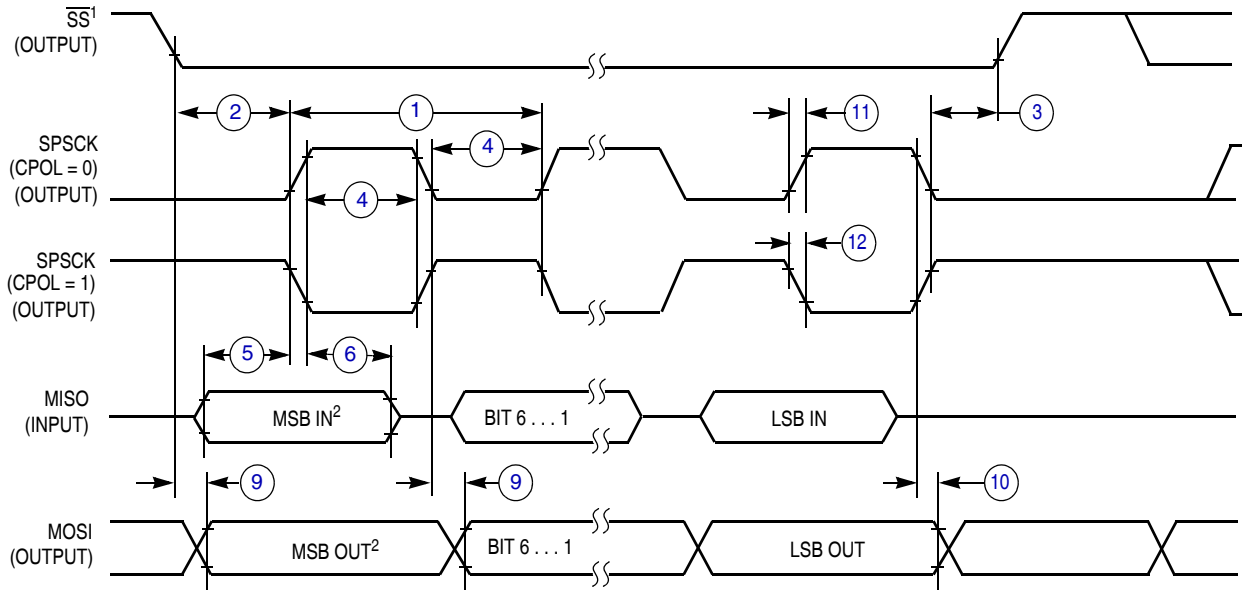 SS¹
(OUTPUT)
2
1
11
3
SPSCK
(CPOL = 0)
(OUTPUT)
4
4
12
SPSCK
(CPOL = 1)
(OUTPUT)
5
6
MISO
(INPUT)
MSB IN²
BIT 6 . . . 1
LSB IN
9
9
10
MOSI
(OUTPUT)
MSB OUT²
BIT 6 . . . 1
LSB OUT